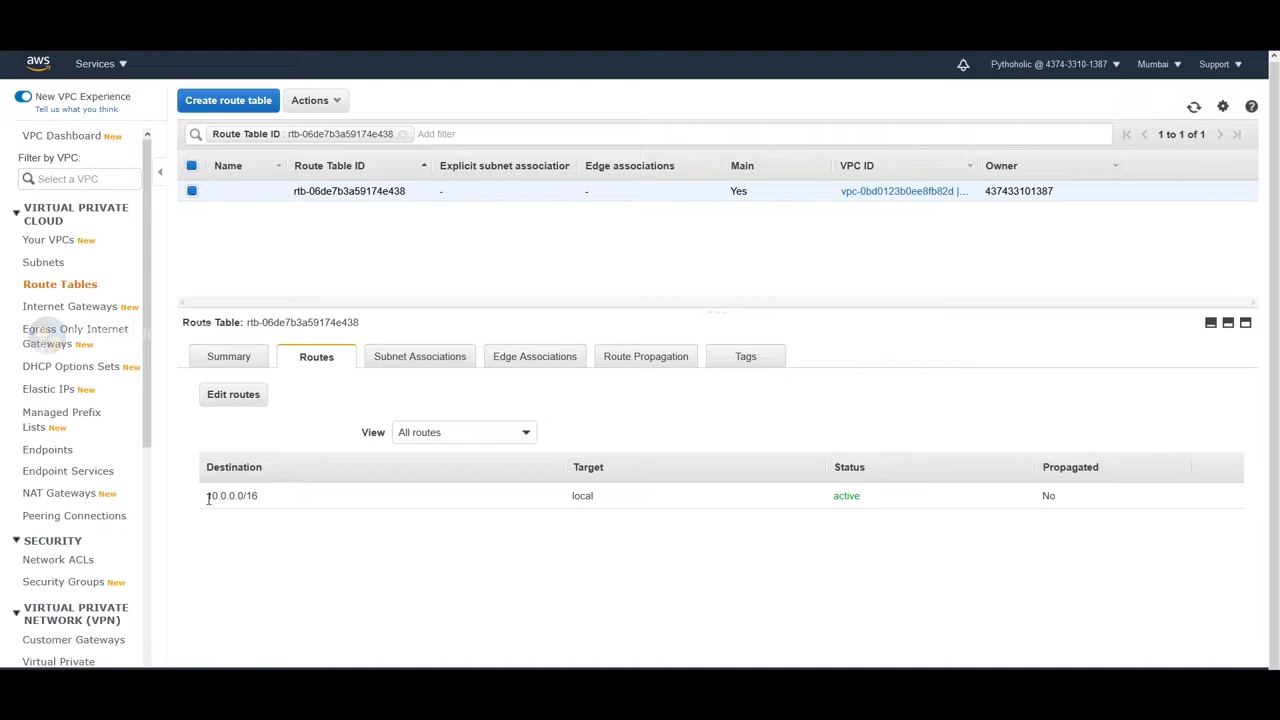 aws
Services
Pythoholic @ 4374-3310-1387
Mumbai
Support
New VPC Experience
Tell us what you think
Create route table
Actions
VPC Dashboard New
Filter by VPC:
Select a VPC
Route Table ID : rtb-06de7b3a59174e438
Add filter
1 to 1 of 1
Name
Route Table ID
Explicit subnet association
Edge associations
Main
VPC ID
Owner
rtb-06de7b3a59174e438
-
-
Yes
vpc-0bd0123b0ee8fb82d |...
437433101387
VIRTUAL PRIVATE
CLOUD
Your VPCs New
Subnets
Route Tables
Internet Gateways New
Egress Only Internet
Gateways New
DHCP Options Sets New
Elastic IPs New
Managed Prefix
Lists New
Endpoints
Endpoint Services
NAT Gateways New
Peering Connections
SECURITY
Network ACLs
Security Groups New
VIRTUAL PRIVATE
NETWORK (VPN)
Customer Gateways
Virtual Private
Route Table: rtb-06de7b3a59174e438
Summary
Routes
Subnet Associations
Edge Associations
Route Propagation
Tags
Edit routes
View
All routes
Destination
Target
Status
Propagated
10.0.0.0/16
local
active
No